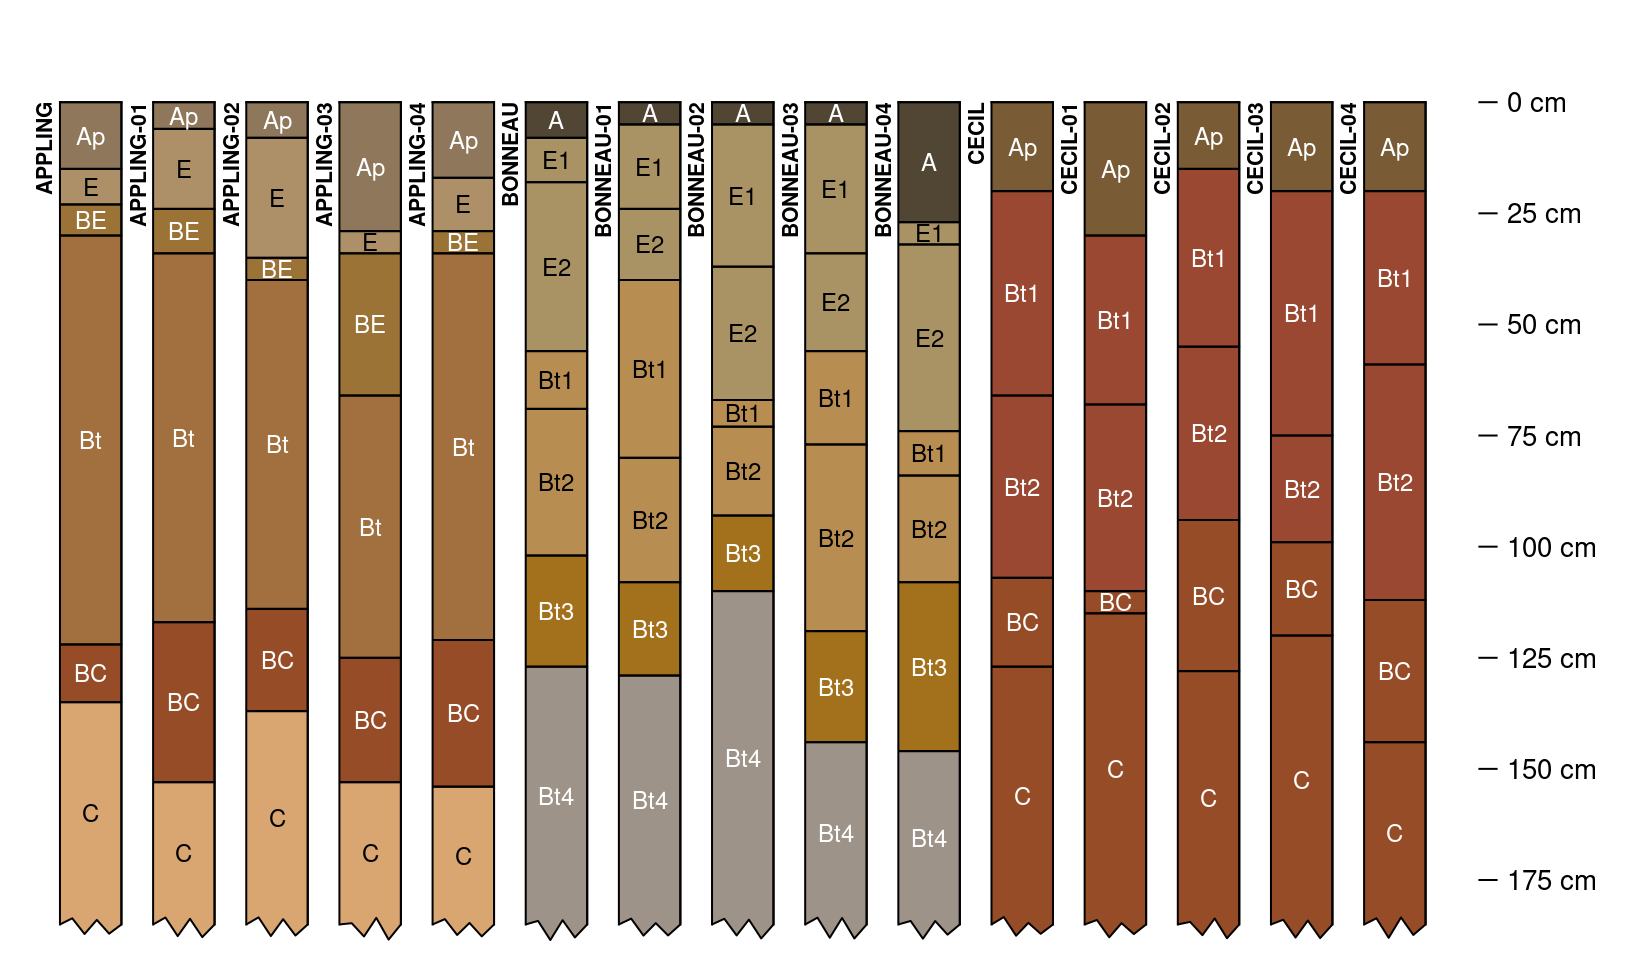 APPLING
Ap
E
BE
Bt
BC
C
APPLING-01
Ap
E
BE
Bt
BC
C
APPLING-02
Ap
E
BE
Bt
BC
C
APPLING-03
Ap
E
BE
Bt
BC
C
APPLING-04
Ap
E
BE
Bt
BC
C
BONNEAU
A
E1
E2
Bt1
Bt2
Bt3
Bt4
BONNEAU-01
A
E1
E2
Bt1
Bt2
Bt3
Bt4
BONNEAU-02
A
E1
E2
Bt1
Bt2
Bt3
Bt4
BONNEAU-03
A
E1
E2
Bt1
Bt2
Bt3
Bt4
BONNEAU-04
A
E1
E2
Bt1
Bt2
Bt3
Bt4
CECIL
Ap
Bt1
Bt2
BC
C
CECIL-01
Ap
Bt1
Bt2
BC
C
CECIL-02
Ap
Bt1
Bt2
BC
C
CECIL-03
Ap
Bt1
Bt2
BC
C
CECIL-04
Ap
Bt1
Bt2
BC
C
0 cm
25 cm
50 cm
75 cm
100 cm
125 cm
150 cm
175 cm